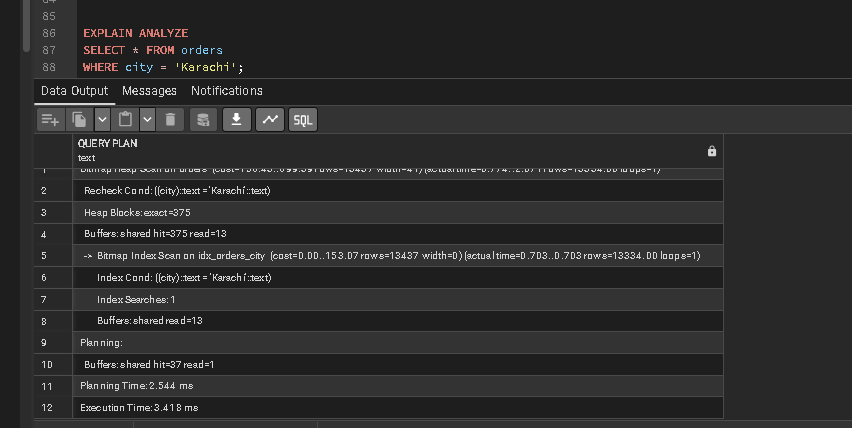 85
86 EXPLAIN ANALYZE
87 SELECT * FROM orders
88 WHERE city = 'Karachi';
Data Output Messages Notifications
SQL
QUERY PLAN
text
2 Recheck Cond: ((city)::text = 'Karachi'::text)
3 Heap Blocks: exact=375
4 Buffers: shared hit=375 read=13
5 -> Bitmap Index Scan on idx_orders_city (cost=0.00..153.07 rows=13437 width=0) (actual time=0.703..0.703 rows=13334.00 loops=1)
6 Index Cond: ((city)::text = 'Karachi'::text)
7 Index Searches: 1
8 Buffers: shared read=13
9 Planning:
10 Buffers: shared hit=37 read=1
11 Planning Time: 2.544 ms
12 Execution Time: 3.418 ms